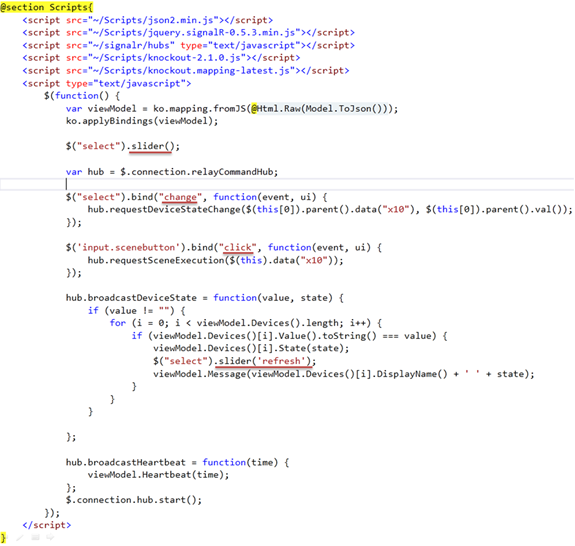 @section Scripts{
<script src="~/Scripts/json2.min.js"></script>
<script src="~/Scripts/jquery.signalR-0.5.3.min.js"></script>
<script src="~/signalr/hubs" type="text/javascript"></script>
<script src="~/Scripts/knockout-2.1.0.js"></script>
<script src="~/Scripts/knockout.mapping-latest.js"></script>
<script type="text/javascript">
$(function() {
var viewModel = ko.mapping.fromJS(@Html.Raw(Model.ToJson()));
ko.applyBindings(viewModel);
$("select").slider();
var hub = $.connection.relayCommandHub;
$("select").bind("change", function(event, ui) {
hub.requestDeviceStateChange($(this[0]).parent().data("x10"), $(this[0]).parent().val());
});
$('input.scenebutton').bind("click", function(event, ui) {
hub.requestSceneExecution($(this).data("x10"));
});
hub.broadcastDeviceState = function(value, state) {
if (value != "") {
for (i = 0; i < viewModel.Devices().length; i++) {
if (viewModel.Devices()[i].Value().toString() === value) {
viewModel.Devices()[i].State(state);
$("select").slider('refresh');
viewModel.Message(viewModel.Devices()[i].DisplayName() + ' ' + state);
}
}
}
};
hub.broadcastHeartbeat = function(time) {
viewModel.Heartbeat(time);
};
$.connection.hub.start();
});
</script>
}